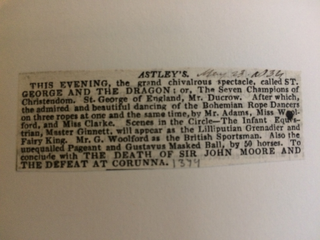 ASTLEY'S. May 23. 1834
THIS EVENING, the grand chivalrous spectacle, called ST.
GEORGE AND THE DRAGON; or, The Seven Champions of
Christendom. St. George of England, Mr. Ducrow. After which,
the admired and beautiful dancing of the Bohemian Rope Dancers
on three ropes at one and the same time, by Mr. Adams, Miss Wool-
ford, and Miss Clarke. Scenes in the Circle—The Infant Eques-
trian, Master Ginnett, will appear as the Lilliputian Grenadier and
Fairy King. Mr. G. Woolford as the British Sportsman. Also the
unequalled Pageant and Gustavus Masked Ball, by 50 horses. To
conclude with THE DEATH OF SIR JOHN MOORE AND
THE DEFEAT AT CORUNNA. 1379